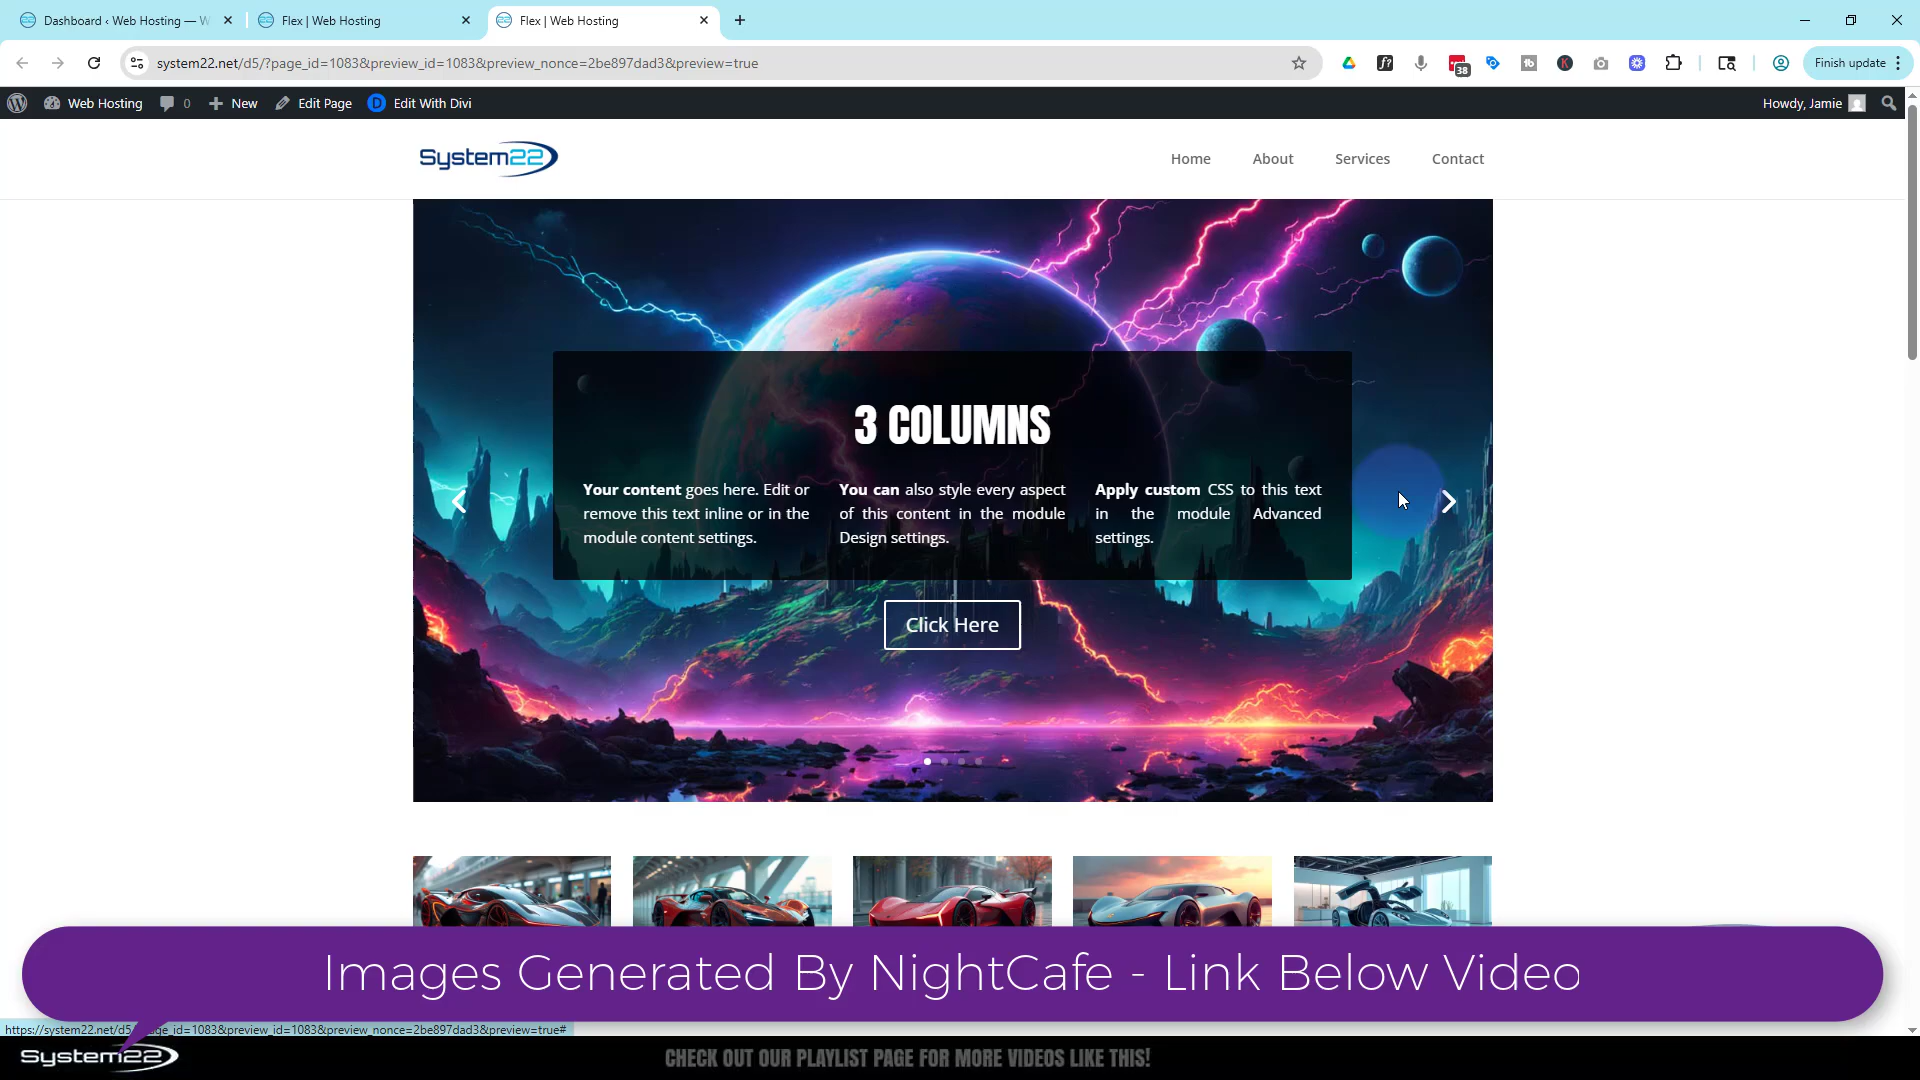 Dashboard ‹ Web Hosting — W
Flex | Web Hosting
Flex | Web Hosting
system22.net/d5/?page_id=1083&preview_id=1083&preview_nonce=2be897dad3&preview=true
38
Finish update
Web Hosting
0
New
Edit Page
Edit With Divi
Howdy, Jamie
System22
Home
About
Services
Contact
3 COLUMNS
Your content goes here. Edit or
remove this text inline or in the
module content settings.
You can also style every aspect
of this content in the module
Design settings.
Apply custom CSS to this text
in the module Advanced
settings.
Click Here
Images Generated By NightCafe - Link Below Video
https://system22.net/d5/
ge_id=1083&preview_id=1083&preview_nonce=2be897dad3&preview=true#
System22
CHECK OUT OUR PLAYLIST PAGE FOR MORE VIDEOS LIKE THIS!